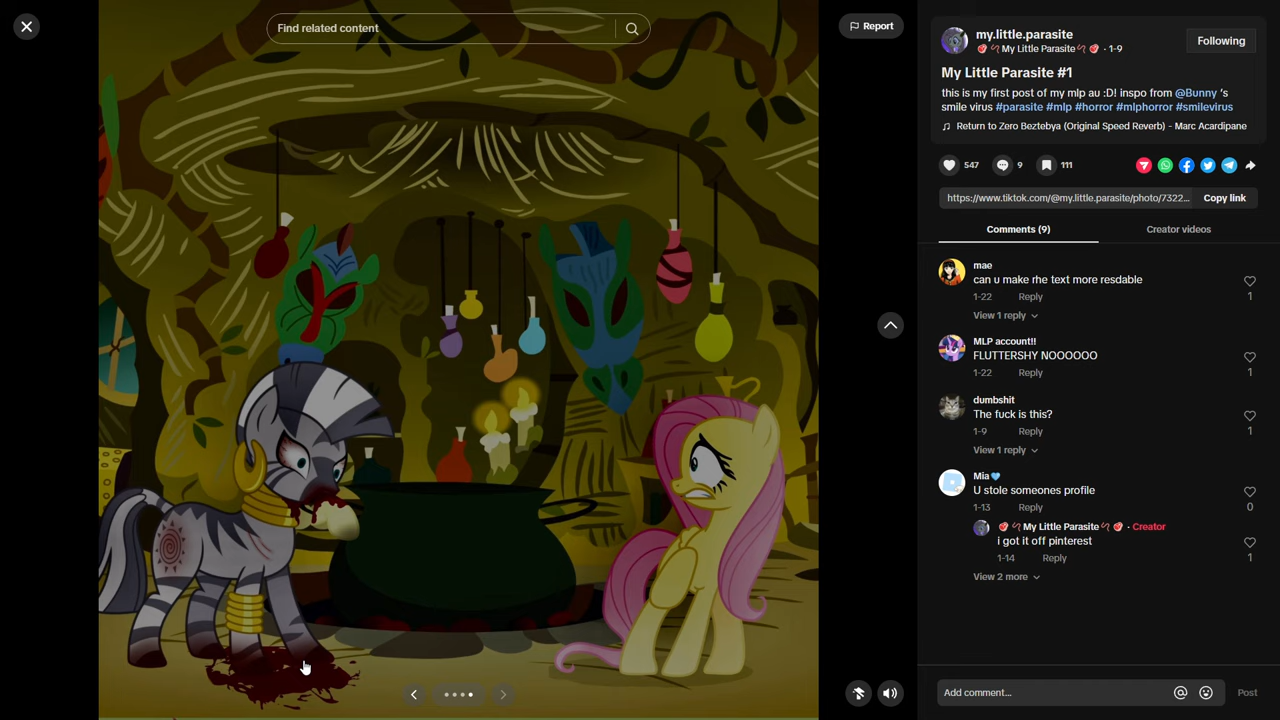 Find related content
Report
my.little.parasite
My Little Parasite · 1-9
Following
My Little Parasite #1
this is my first post of my mlp au :D! inspo from @Bunny 's
smile virus #parasite #mlp #horror #mlphorror #smilevirus
Return to Zero Beztebya (Original Speed Reverb) - Marc Acardipane
547
9
111
https://www.tiktok.com/@my.little.parasite/photo/7322...
Copy link
Comments (9)
Creator videos
mae
can u make rhe text more resdable
1-22 Reply
1
View 1 reply
MLP account!!
FLUTTERSHY NOOOOOO
1-22 Reply
1
dumbshit
The fuck is this?
1-9 Reply
1
View 1 reply
Mia🩵
U stole someones profile
1-13 Reply
0
My Little Parasite · Creator
i got it off pinterest
1-14 Reply
1
View 2 more
Add comment...
Post